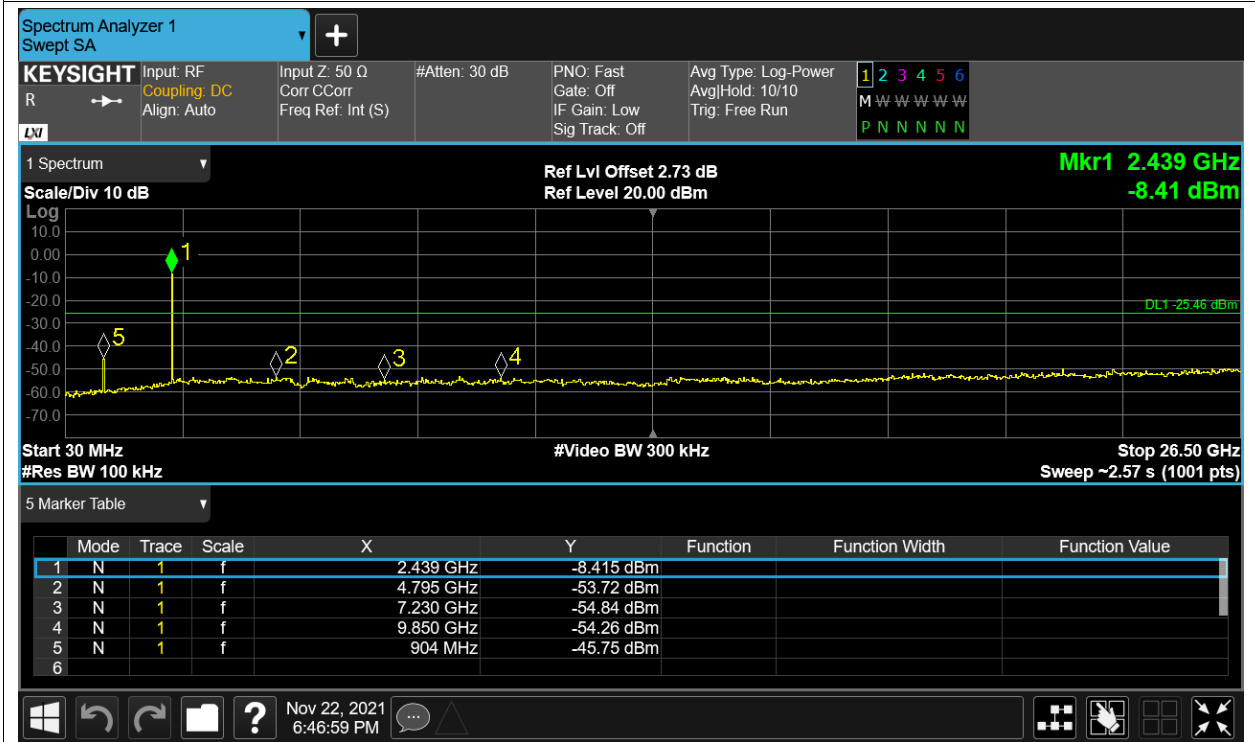 Spectrum Analyzer 1
Swept SA
+
KEYSIGHT Input: RF Input Z: 50 Ω #Atten: 30 dB PNO: Fast Avg Type: Log-Power 1 2 3 4 5 6
R Coupling: DC Corr CCorr Gate: Off Avg|Hold: 10/10 M W W W W W
Align: Auto Freq Ref: Int (S) IF Gain: Low Trig: Free Run
LXI Sig Track: Off P N N N N N
1 Spectrum Ref Lvl Offset 2.73 dB Mkr1 2.439 GHz
Scale/Div 10 dB Ref Level 20.00 dBm -8.41 dBm
Log
10.0
0.00 1
-10.0
-20.0 DL1 -25.46 dBm
-30.0
-40.0 5 2 3 4
-50.0
-60.0
-70.0
Start 30 MHz #Video BW 300 kHz Stop 26.50 GHz
#Res BW 100 kHz Sweep ~2.57 s (1001 pts)
5 Marker Table
Mode Trace Scale X Y Function Function Width Function Value
1 N 1 f 2.439 GHz -8.415 dBm
2 N 1 f 4.795 GHz -53.72 dBm
3 N 1 f 7.230 GHz -54.84 dBm
4 N 1 f 9.850 GHz -54.26 dBm
5 N 1 f 904 MHz -45.75 dBm
6
? Nov 22, 2021
6:46:59 PM